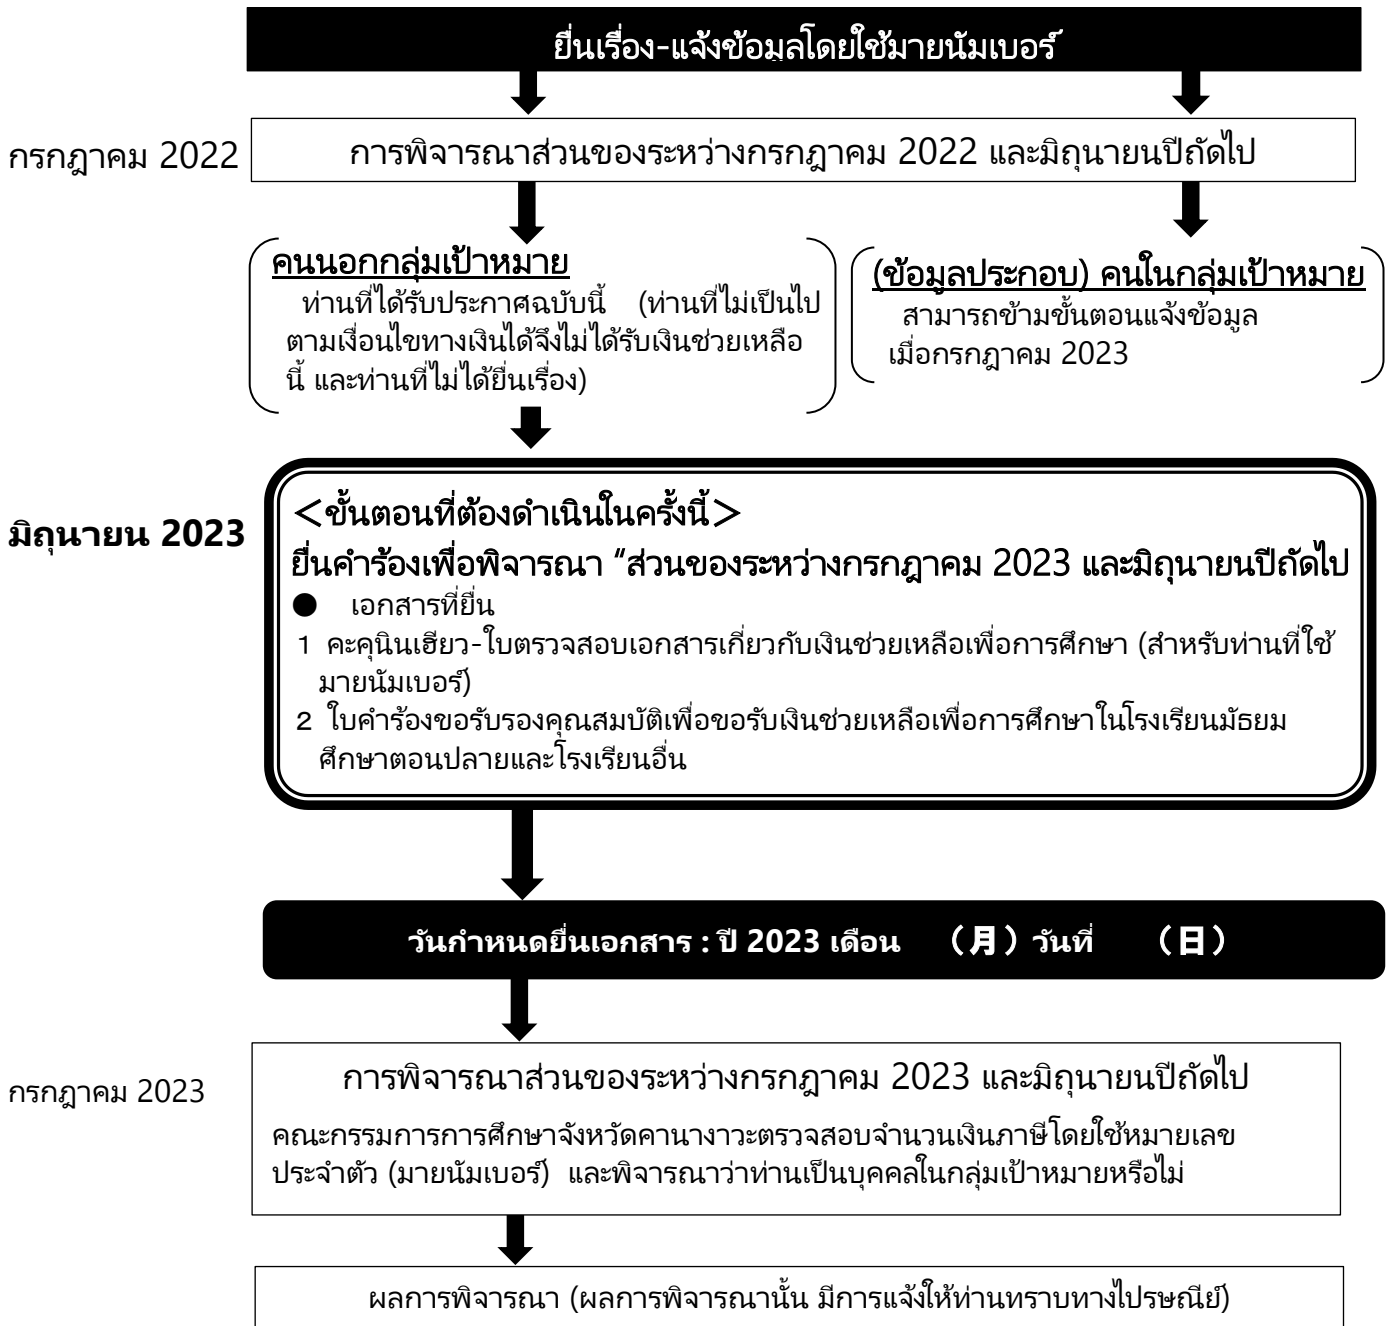 ยื่นเรื่อง-แจ้งข้อมูลโดยใช้มายนัมเบอร์
กรกฎาคม 2022
การพิจารณาส่วนของระหว่างกรกฎาคม 2022 และมิถุนายนปีถัดไป
คนนอกกลุ่มเป้าหมาย
ท่านที่ได้รับประกาศฉบับนี้ (ท่านที่ไม่เป็นไป
ตามเงื่อนไขทางเงินได้จึงไม่ได้รับเงินช่วยเหลือ
นี้ และท่านที่ไม่ได้ยื่นเรื่อง)
(ข้อมูลประกอบ) คนในกลุ่มเป้าหมาย
สามารถข้ามขั้นตอนแจ้งข้อมูล
เมื่อกรกฎาคม 2023
มิถุนายน 2023
＜ขั้นตอนที่ต้องดำเนินในครั้งนี้＞
ยื่นคำร้องเพื่อพิจารณา “ส่วนของระหว่างกรกฎาคม 2023 และมิถุนายนปีถัดไป
● เอกสารที่ยื่น
1 คะคุนินเฮียว-ใบตรวจสอบเอกสารเกี่ยวกับเงินช่วยเหลือเพื่อการศึกษา (สำหรับท่านที่ใช้
มายนัมเบอร์)
2 ใบคำร้องขอรับรองคุณสมบัติเพื่อขอรับเงินช่วยเหลือเพื่อการศึกษาในโรงเรียนมัธยม
ศึกษาตอนปลายและโรงเรียนอื่น
วันกำหนดยื่นเอกสาร : ปี 2023 เดือน （月）วันที่ （日）
กรกฎาคม 2023
การพิจารณาส่วนของระหว่างกรกฎาคม 2023 และมิถุนายนปีถัดไป
คณะกรรมการการศึกษาจังหวัดคานางาวะตรวจสอบจำนวนเงินภาษีโดยใช้หมายเลข
ประจำตัว (มายนัมเบอร์) และพิจารณาว่าท่านเป็นบุคคลในกลุ่มเป้าหมายหรือไม่
ผลการพิจารณา (ผลการพิจารณานั้น มีการแจ้งให้ท่านทราบทางไปรษณีย์)